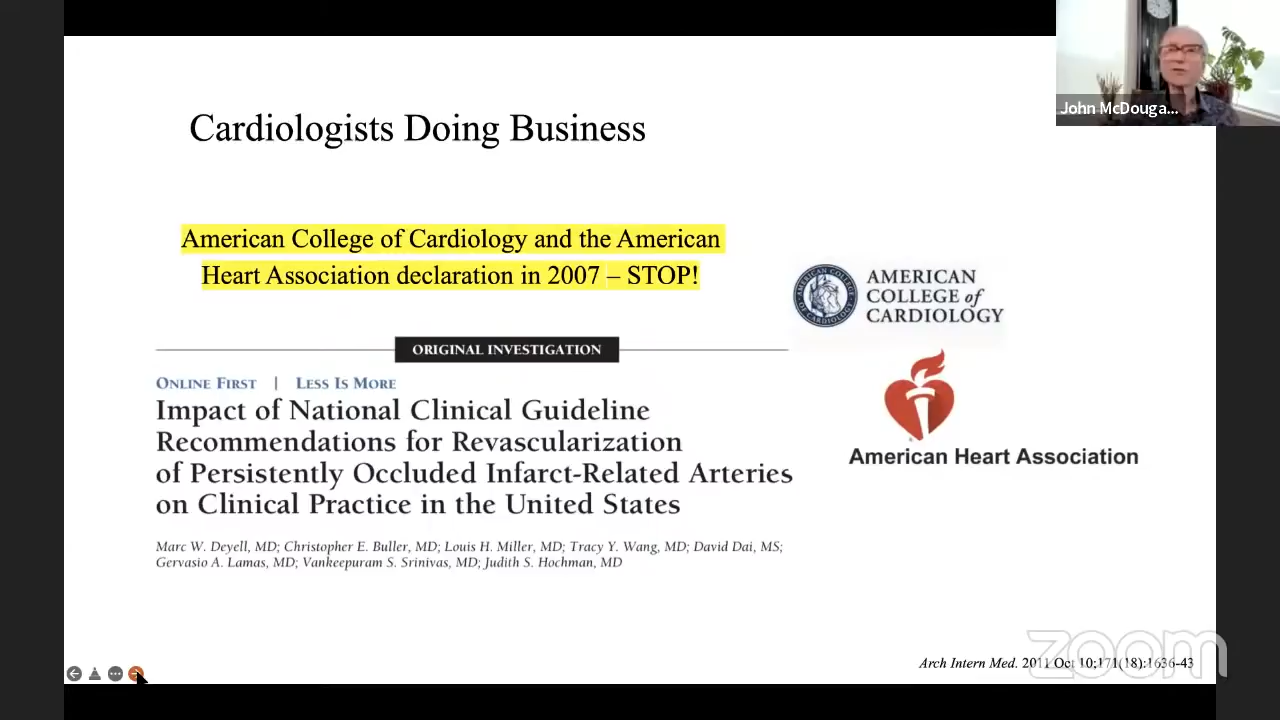 John McDouga...
Cardiologists Doing Business
American College of Cardiology and the American
Heart Association declaration in 2007 – STOP!
AMERICAN
COLLEGE of
CARDIOLOGY
American Heart Association
ORIGINAL INVESTIGATION
ONLINE FIRST | LESS IS MORE
Impact of National Clinical Guideline
Recommendations for Revascularization
of Persistently Occluded Infarct-Related Arteries
on Clinical Practice in the United States
Marc W. Deyell, MD; Christopher E. Buller, MD; Louis H. Miller, MD; Tracy Y. Wang, MD; David Dai, MS;
Gervasio A. Lamas, MD; Vankeepuram S. Srinivas, MD; Judith S. Hochman, MD
Arch Intern Med. 2011 Oct 10;171(18):1636-43
zoom